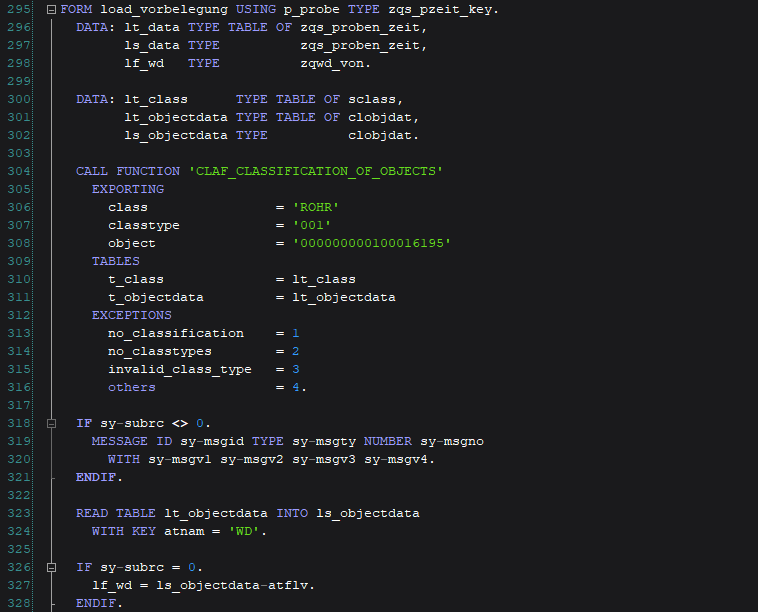 295 FORM load_vorbelegung USING p_probe TYPE zqs_pzeit_key.
296   DATA: lt_data TYPE TABLE OF zqs_proben_zeit,
297         ls_data TYPE          zqs_proben_zeit,
298         lf_wd   TYPE          zqwd_von.
299
300   DATA: lt_class      TYPE TABLE OF sclass,
301         lt_objectdata TYPE TABLE OF clobjdat,
302         ls_objectdata TYPE          clobjdat.
303
304   CALL FUNCTION 'CLAF_CLASSIFICATION_OF_OBJECTS'
305     EXPORTING
306       class                = 'ROHR'
307       classtype            = '001'
308       object               = '000000000100016195'
309     TABLES
310       t_class              = lt_class
311       t_objectdata         = lt_objectdata
312     EXCEPTIONS
313       no_classification    = 1
314       no_classtypes        = 2
315       invalid_class_type   = 3
316       others               = 4.
317
318   IF sy-subrc <> 0.
319     MESSAGE ID sy-msgid TYPE sy-msgty NUMBER sy-msgno
320       WITH sy-msgv1 sy-msgv2 sy-msgv3 sy-msgv4.
321   ENDIF.
322
323   READ TABLE lt_objectdata INTO ls_objectdata
324     WITH KEY atnam = 'WD'.
325
326   IF sy-subrc = 0.
327     lf_wd = ls_objectdata-atflv.
328   ENDIF.